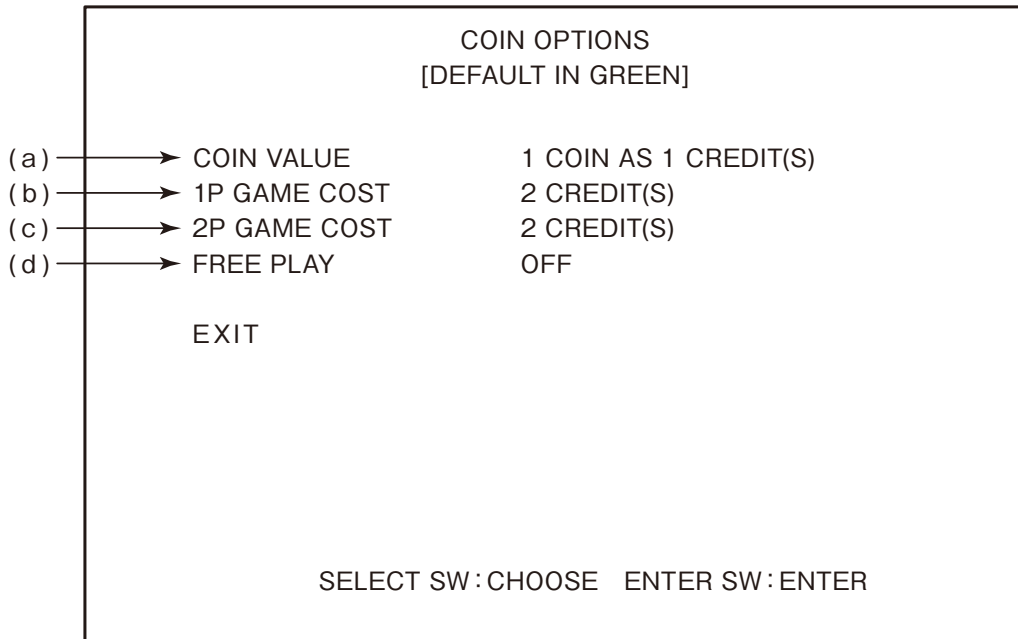 COIN OPTIONS
[DEFAULT IN GREEN]
(a) COIN VALUE 1 COIN AS 1 CREDIT(S)
(b) 1P GAME COST 2 CREDIT(S)
(c) 2P GAME COST 2 CREDIT(S)
(d) FREE PLAY OFF
EXIT
SELECT SW : CHOOSE ENTER SW : ENTER